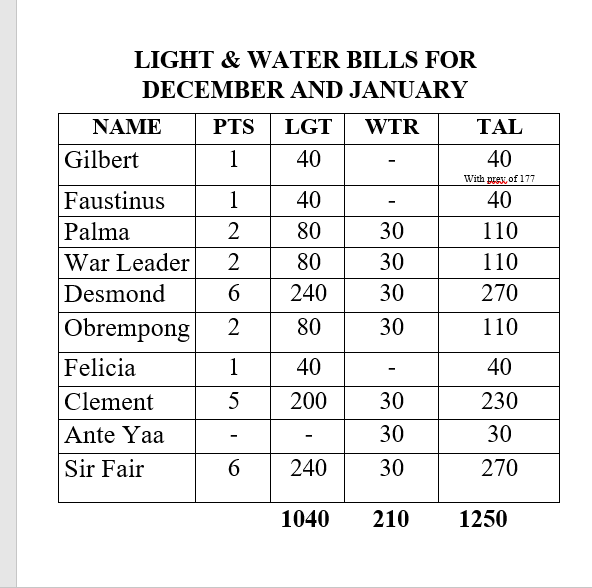 LIGHT & WATER BILLS FOR
DECEMBER AND JANUARY
NAME PTS LGT WTR TAL
Gilbert 1 40 - 40
With prev. of 177
Faustinus 1 40 - 40
Palma 2 80 30 110
War Leader 2 80 30 110
Desmond 6 240 30 270
Obrempong 2 80 30 110
Felicia 1 40 - 40
Clement 5 200 30 230
Ante Yaa - - 30 30
Sir Fair 6 240 30 270
1040 210 1250